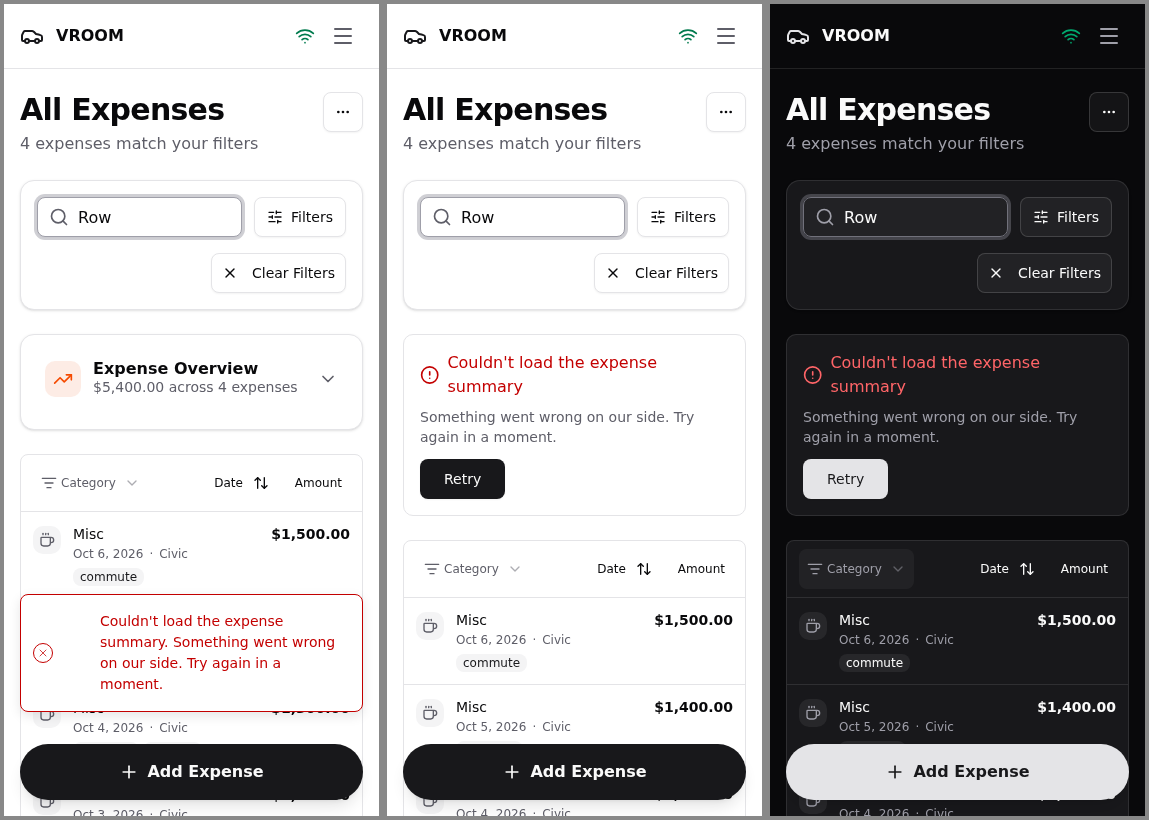 VROOM
All Expenses
4 expenses match your filters
Row
Filters
Clear Filters
Expense Overview
$5,400.00 across 4 expenses
Category
Date
Amount
Misc
$1,500.00
Oct 6, 2026 · Civic
commute
Couldn't load the expense
summary. Something went wrong
on our side. Try again in a
moment.
Oct 4, 2026 · Civic
Add Expense
Oct 3, 2026 · Civic
VROOM
All Expenses
4 expenses match your filters
Row
Filters
Clear Filters
Couldn't load the expense
summary
Something went wrong on our side. Try
again in a moment.
Retry
Category
Date
Amount
Misc
$1,500.00
Oct 6, 2026 · Civic
commute
Misc
$1,400.00
Oct 5, 2026 · Civic
Add Expense
Oct 4, 2026 · Civic
VROOM
All Expenses
4 expenses match your filters
Row
Filters
Clear Filters
Couldn't load the expense
summary
Something went wrong on our side. Try
again in a moment.
Retry
Category
Date
Amount
Misc
$1,500.00
Oct 6, 2026 · Civic
commute
Misc
$1,400.00
Oct 5, 2026 · Civic
Add Expense
Oct 4, 2026 · Civic